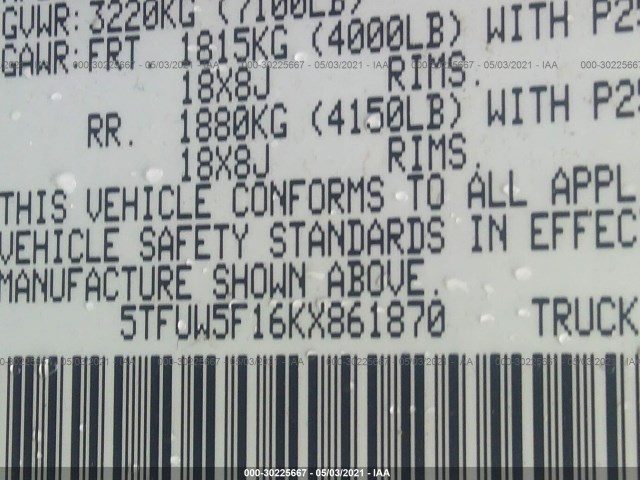 GVWR: 3220KG (7100LB)
GAWR: FRT 1815KG (4000LB) WITH P2
18X8J RIMS.
RR. 1880KG (4150LB) WITH P2
18X8J RIMS.
THIS VEHICLE CONFORMS TO ALL APPL
VEHICLE SAFETY STANDARDS IN EFFEC
MANUFACTURE SHOWN ABOVE.
5TFUW5F16KX861870 TRUCK
000-30225667 - 05/03/2021 - IAA